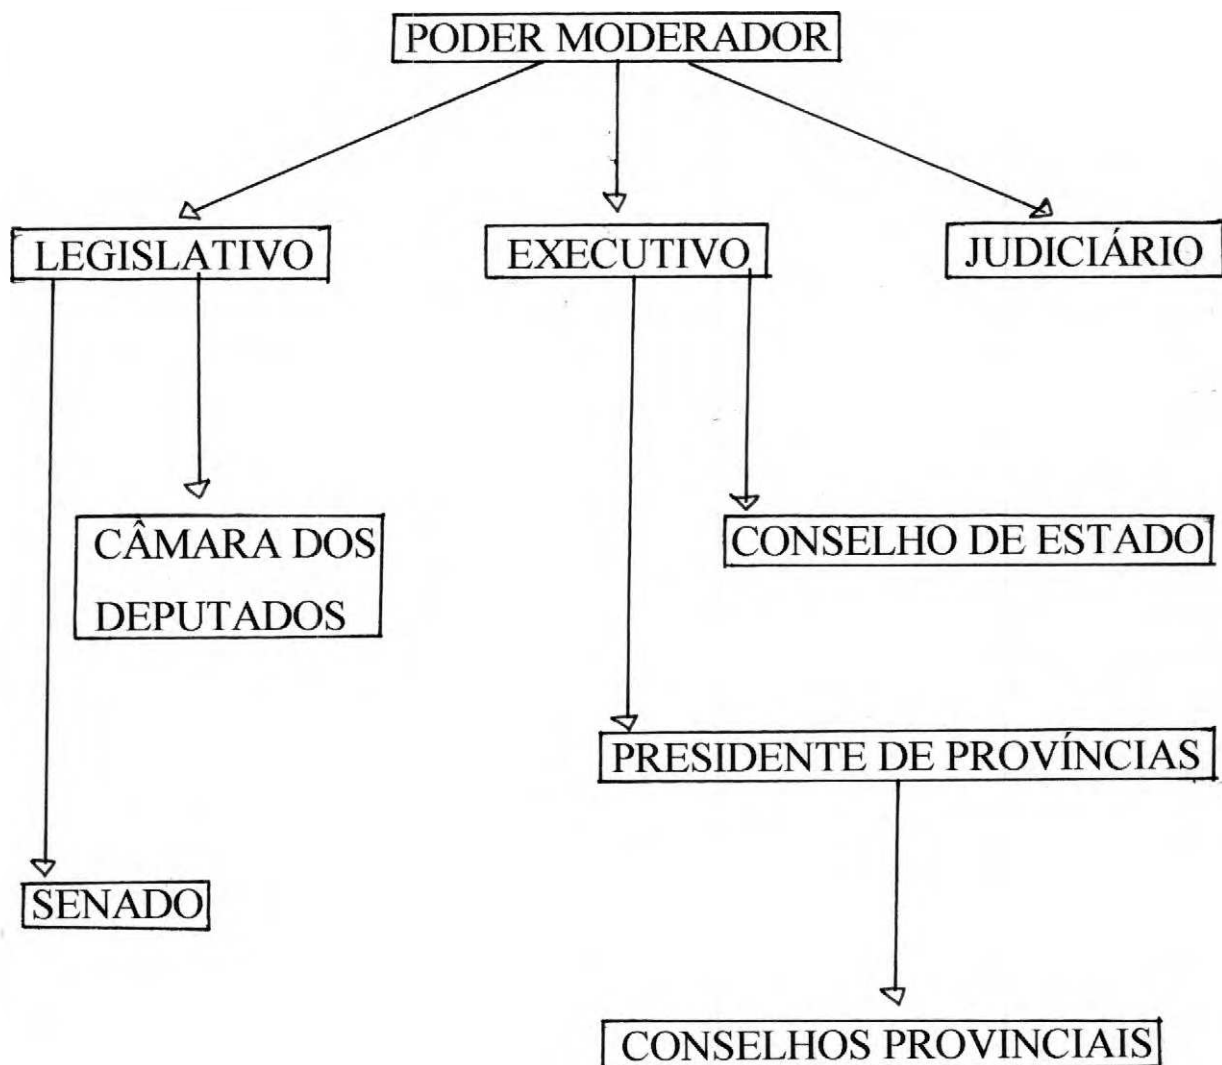 PODER MODERADOR
LEGISLATIVO
EXECUTIVO
JUDICIÁRIO
CÂMARA DOS
DEPUTADOS
CONSELHO DE ESTADO
PRESIDENTE DE PROVÍNCIAS
SENADO
CONSELHOS PROVINCIAIS